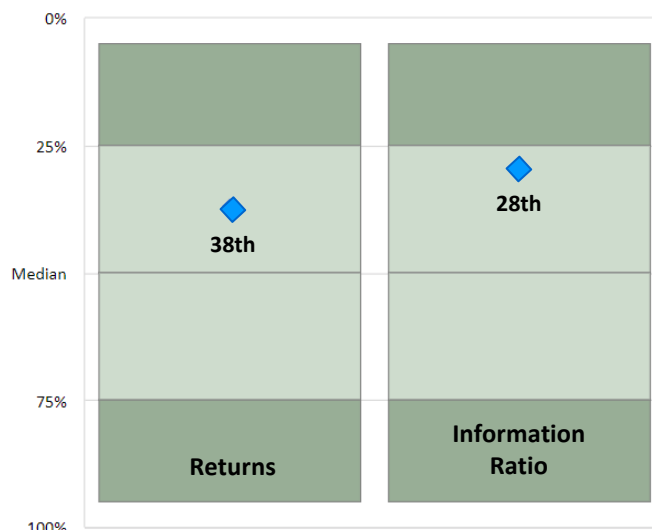 0%
25%
28th
38th
Median
75%
Information
Ratio
Returns
100%